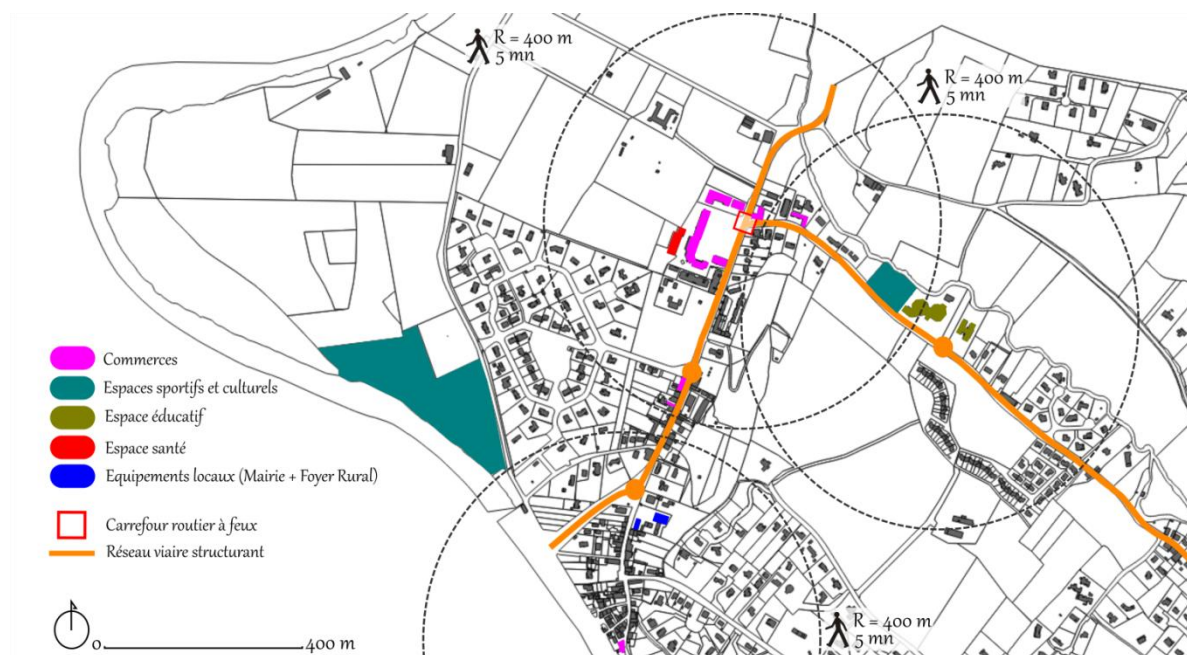 R = 400 m
5 mn
R = 400 m
5 mn
Commerces
Espaces sportifs et culturels
Espace éducatif
Espace santé
Equipements locaux (Mairie + Foyer Rural)
Carrefour routier à feux
Réseau viaire structurant
0
400 m
R = 400 m
5 mn